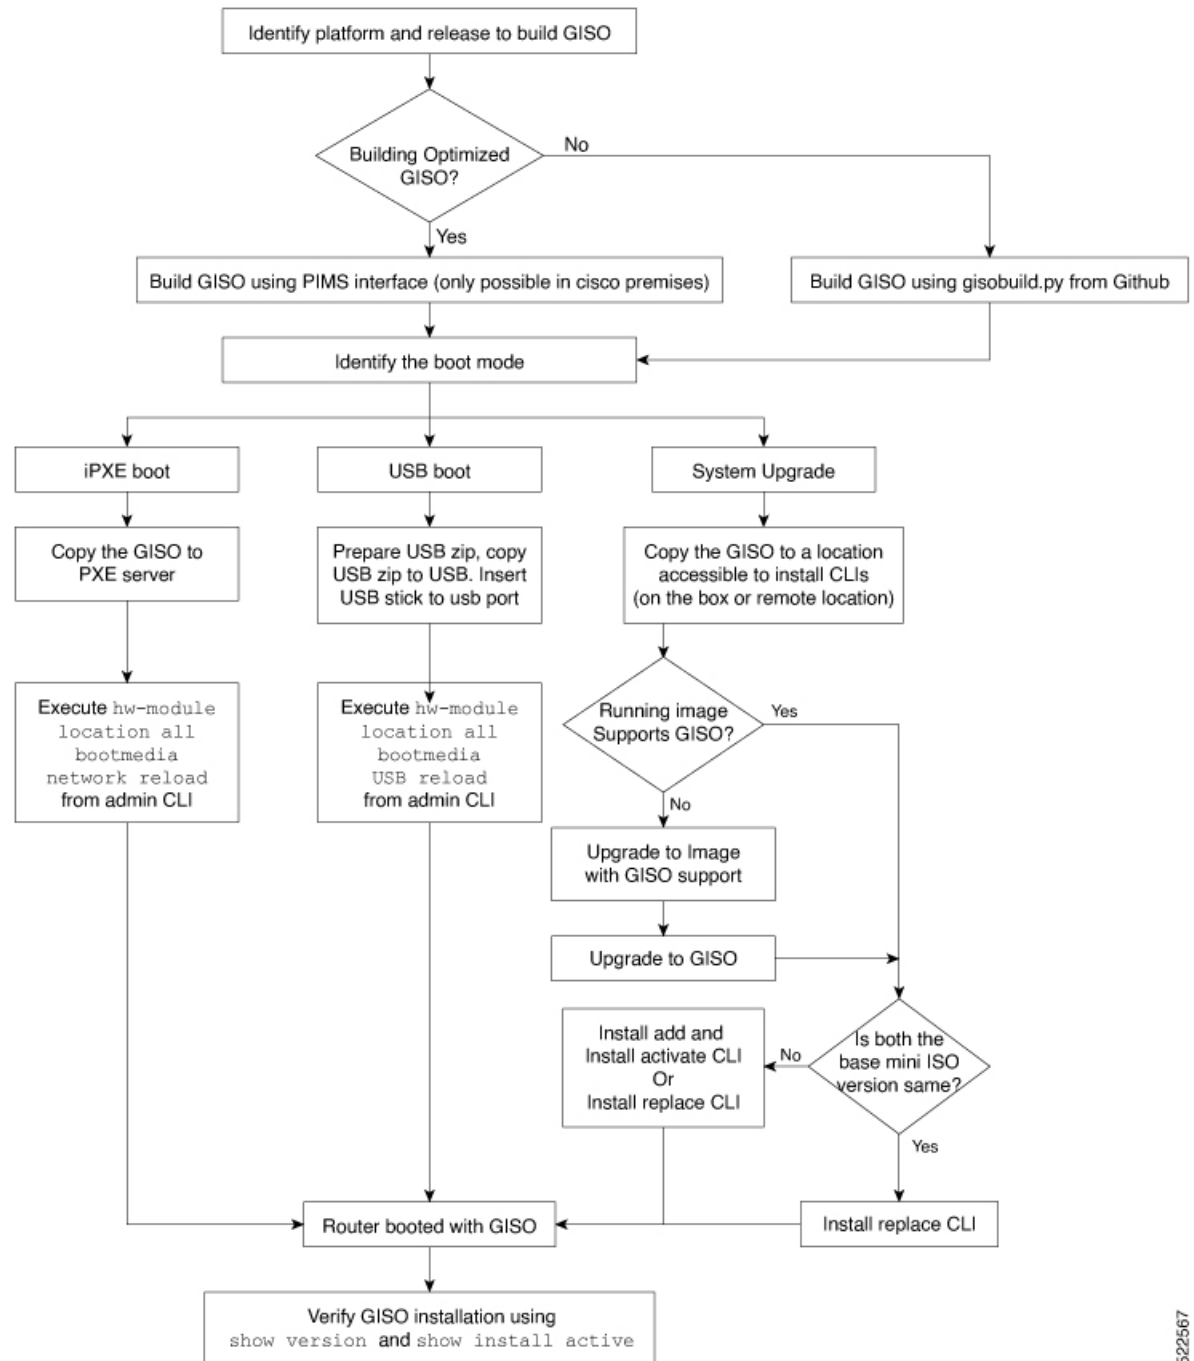 Identify platform and release to build GISO
Building Optimized
GISO?
No
Yes
Build GISO using PIMS interface (only possible in cisco premises)
Build GISO using gisobuild.py from Github
Identify the boot mode
iPXE boot
USB boot
System Upgrade
Copy the GISO to
PXE server
Prepare USB zip, copy
USB zip to USB. Insert
USB stick to usb port
Copy the GISO to a location
accessible to install CLIs
(on the box or remote location)
Execute hw-module
location all
bootmedia
network reload
from admin CLI
Execute hw-module
location all
bootmedia
USB reload
from admin CLI
Running image
Supports GISO?
Yes
No
Upgrade to Image
with GISO support
Upgrade to GISO
Install add and
Install activate CLI
Or
Install replace CLI
No
Is both the
base mini ISO
version same?
Yes
Router booted with GISO
Install replace CLI
Verify GISO installation using
show version and show install active
522567